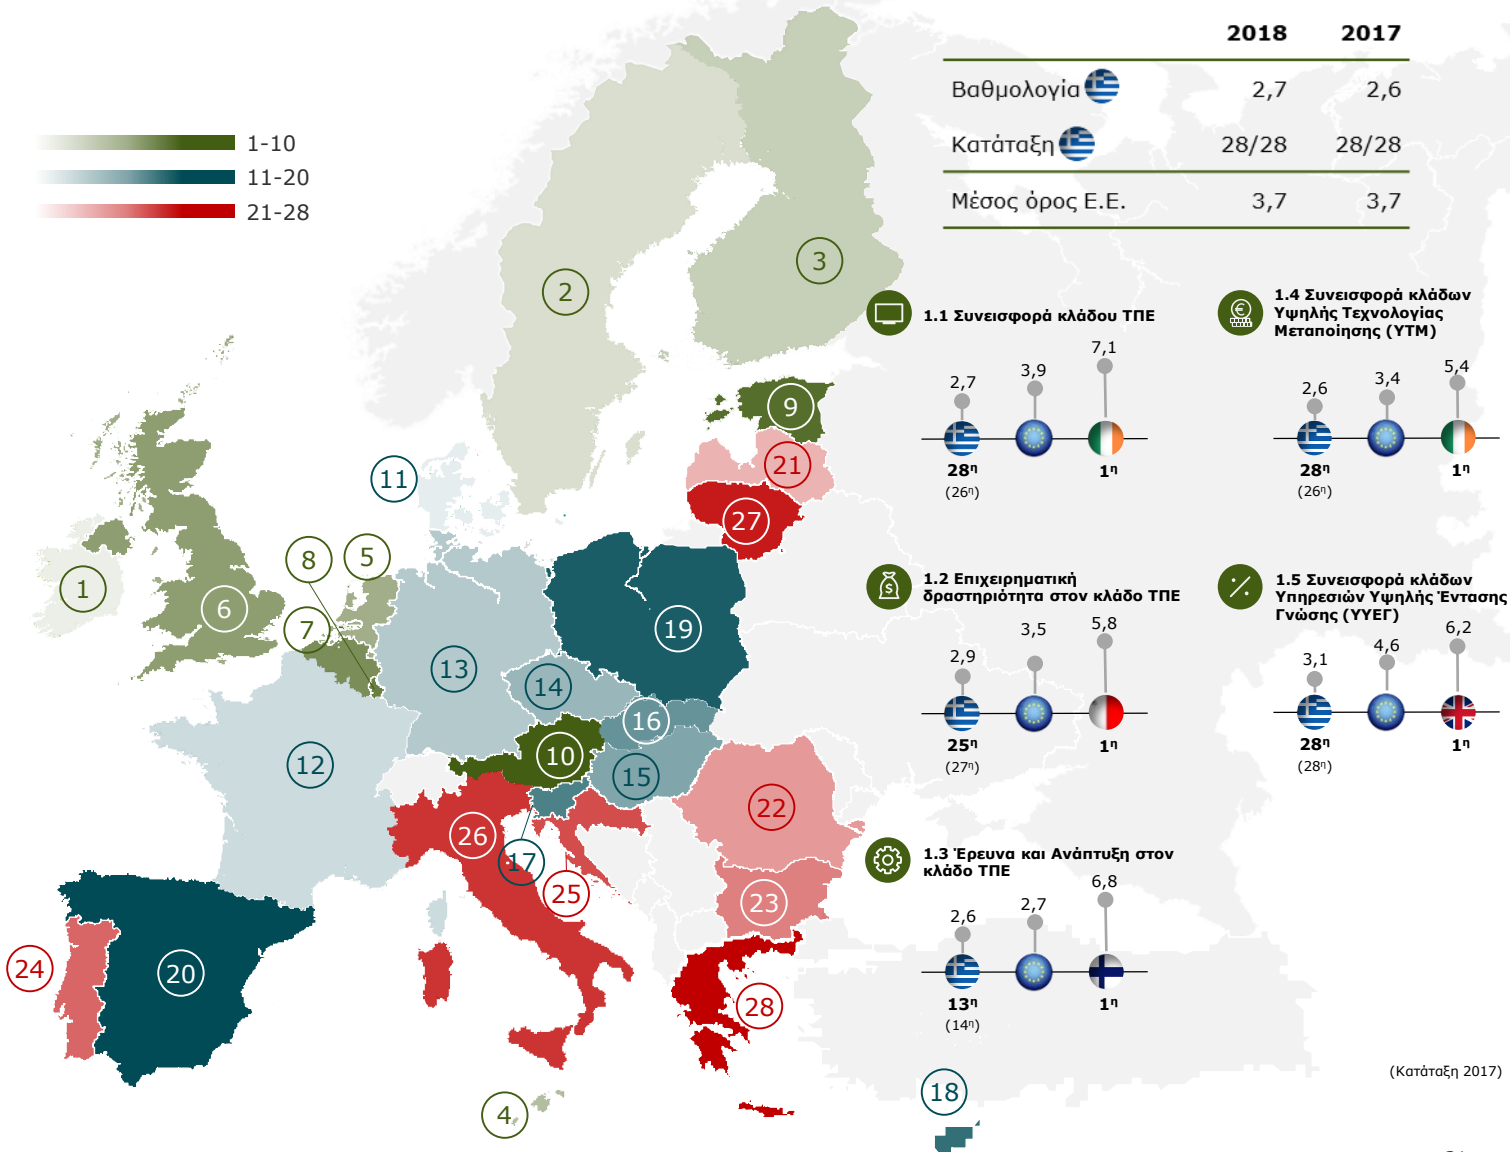 2018 2017
Βαθμολογία 2,7 2,6
Κατάταξη 28/28 28/28
Μέσος όρος Ε.Ε. 3,7 3,7
1-10
11-20
21-28
1.1 Συνεισφορά κλάδου ΤΠΕ
2,7 3,9 7,1
28η 1η
(26η)
1.4 Συνεισφορά κλάδων
Υψηλής Τεχνολογίας
Μεταποίησης (ΥΤΜ)
2,6 3,4 5,4
28η 1η
(26η)
1.2 Επιχειρηματική
δραστηριότητα στον κλάδο ΤΠΕ
2,9 3,5 5,8
25η 1η
(27η)
1.5 Συνεισφορά κλάδων
Υπηρεσιών Υψηλής Έντασης
Γνώσης (ΥΥΕΓ)
3,1 4,6 6,2
28η 1η
(28η)
1.3 Έρευνα και Ανάπτυξη στον
κλάδο ΤΠΕ
2,6 2,7 6,8
13η 1η
(14η)
(Κατάταξη 2017)
3
2
9
21
11
27
8
5
1
6
7
19
13
14
16
10
12
15
22
26
17
25
23
24
20
28
18
4